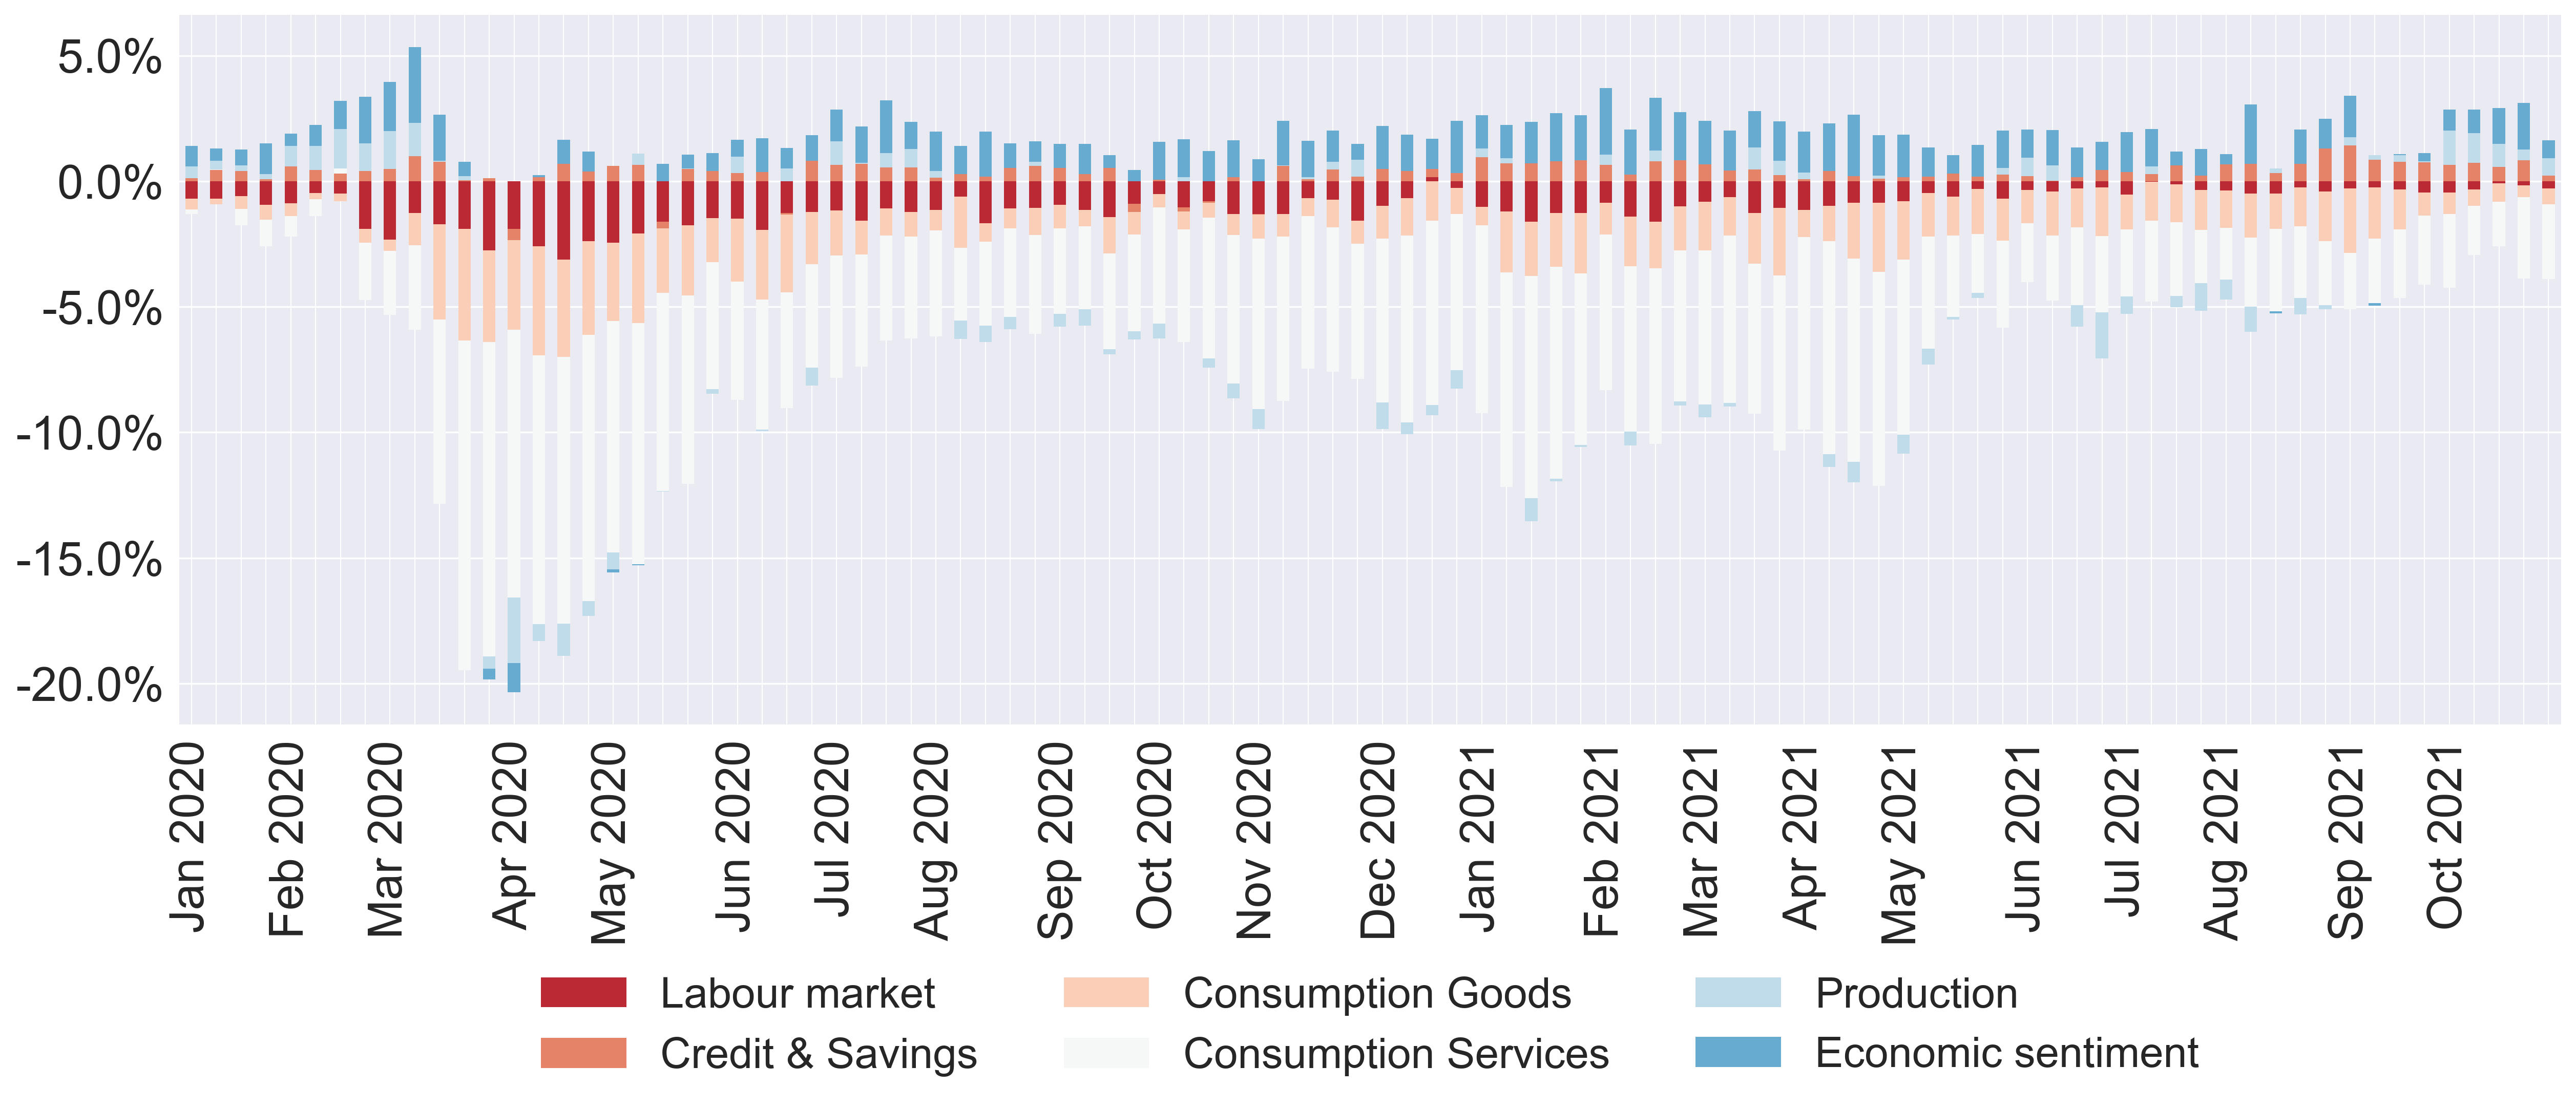 5.0%
0.0%
-5.0%
-10.0%
-15.0%
-20.0%
Jan 2020
Feb 2020
Mar 2020
Apr 2020
May 2020
Jun 2020
Jul 2020
Aug 2020
Sep 2020
Oct 2020
Nov 2020
Dec 2020
Jan 2021
Feb 2021
Mar 2021
Apr 2021
May 2021
Jun 2021
Jul 2021
Aug 2021
Sep 2021
Oct 2021
Labour market
Consumption Goods
Production
Credit & Savings
Consumption Services
Economic sentiment